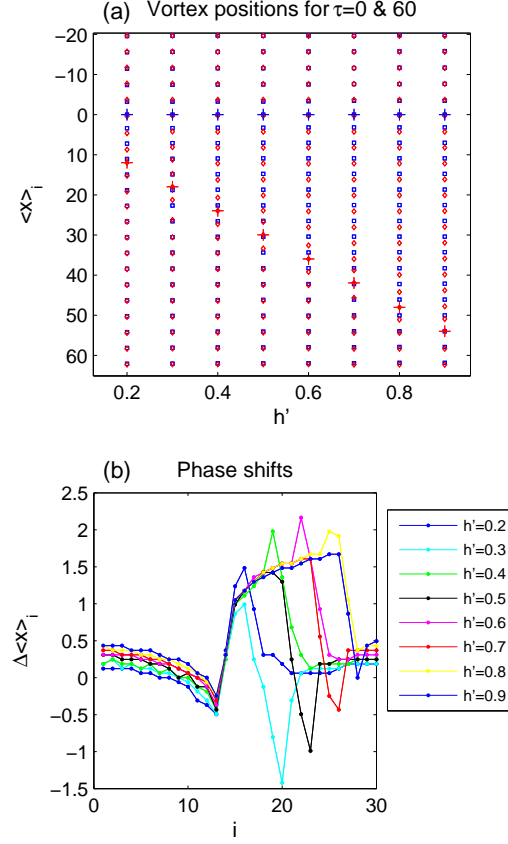 (a) Vortex positions for τ=0 & 60
−20
−10
0
10
20
30
40
50
60
<x>i
0.2 0.4 0.6 0.8
h'
(b) Phase shifts
2.5
2
1.5
1
0.5
0
−0.5
−1
−1.5
Δ<x>i
0 10 20 30
i
h'=0.2
h'=0.3
h'=0.4
h'=0.5
h'=0.6
h'=0.7
h'=0.8
h'=0.9